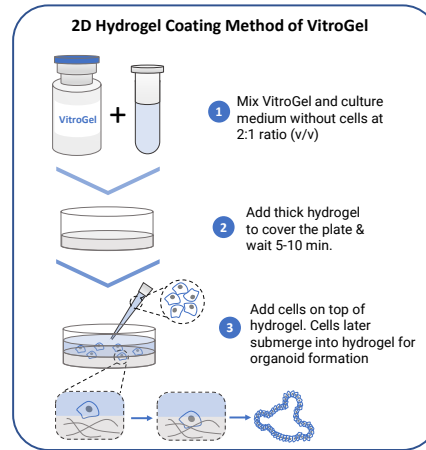 2D Hydrogel Coating Method of VitroGel
VitroGel
+
1
Mix VitroGel and culture
medium without cells at
2:1 ratio (v/v)
2
Add thick hydrogel
to cover the plate &
wait 5-10 min.
3
Add cells on top of
hydrogel. Cells later
submerge into hydrogel for
organoid formation